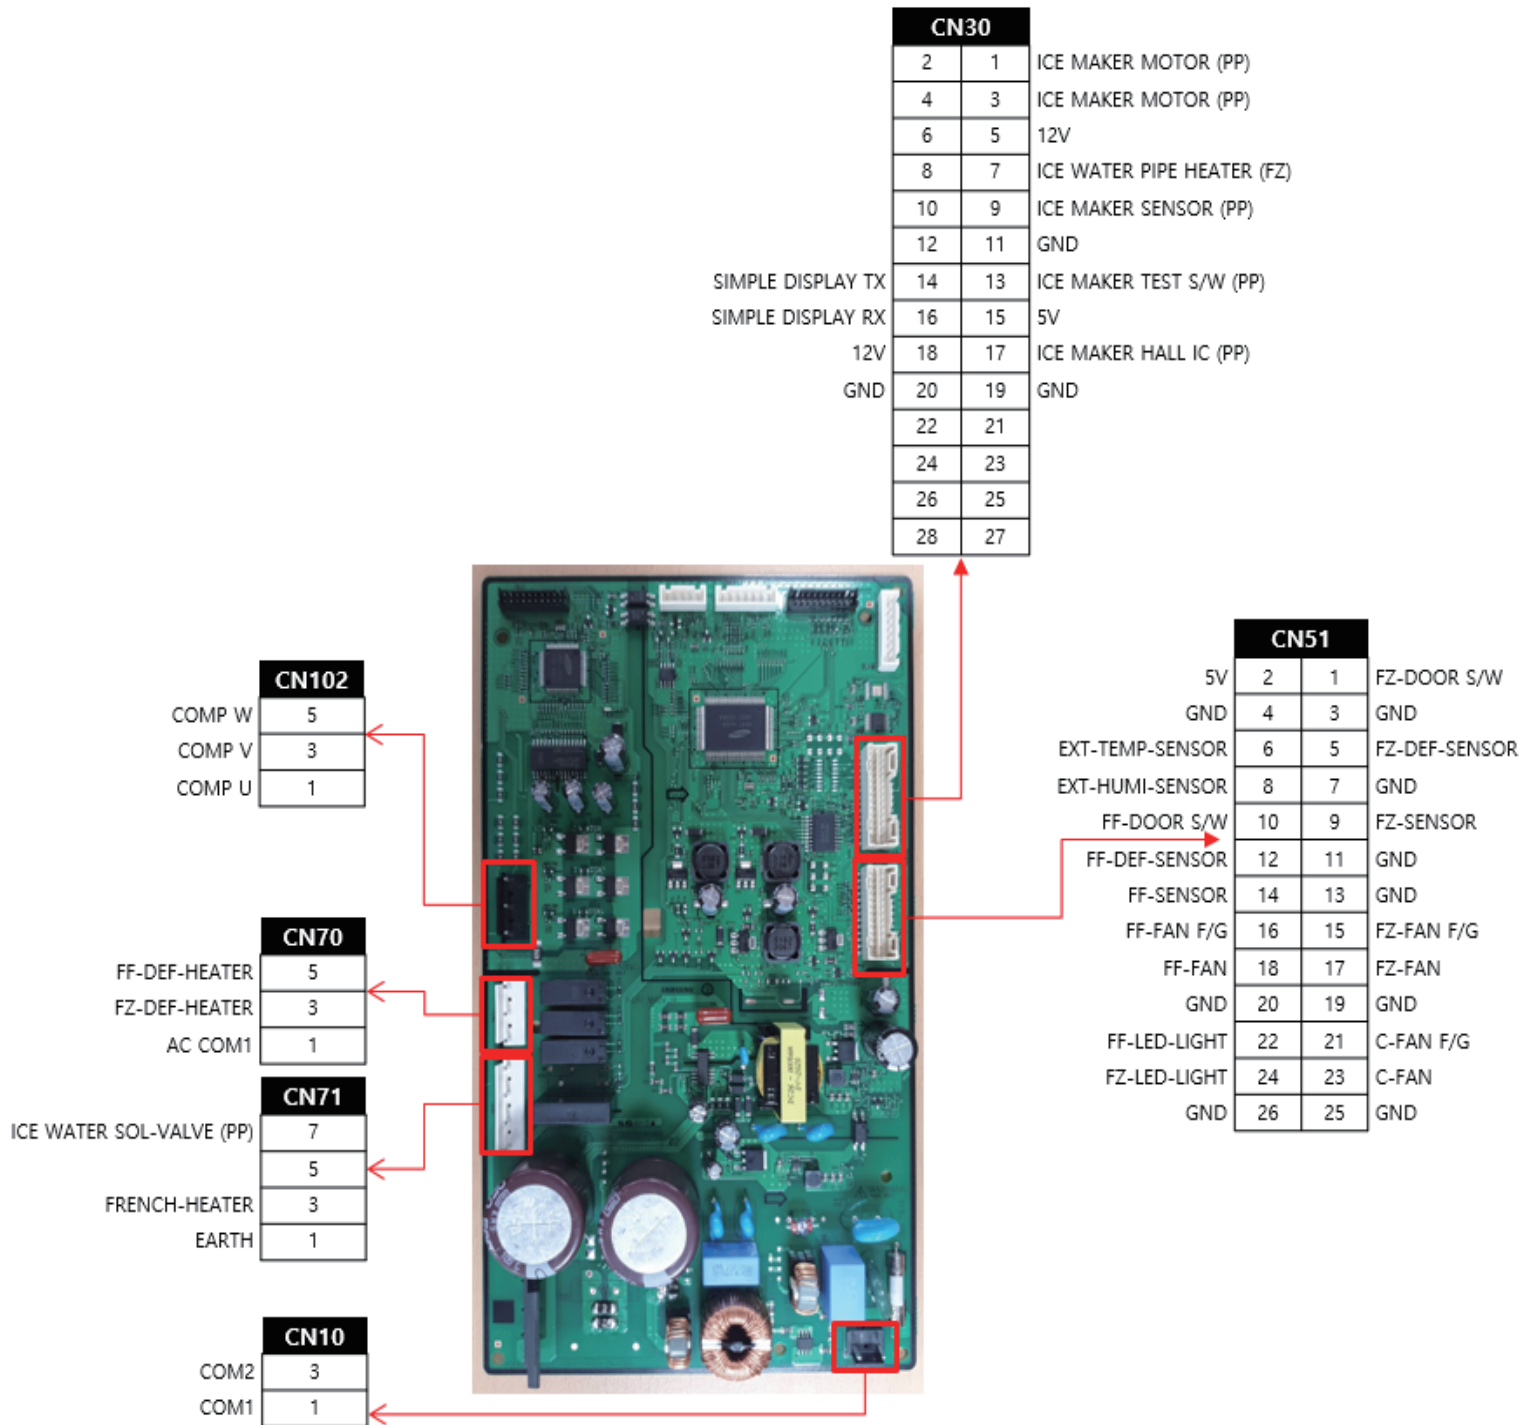 CN30
2 1 ICE MAKER MOTOR (PP)
4 3 ICE MAKER MOTOR (PP)
6 5 12V
8 7 ICE WATER PIPE HEATER (FZ)
10 9 ICE MAKER SENSOR (PP)
12 11 GND
SIMPLE DISPLAY TX 14 13 ICE MAKER TEST S/W (PP)
SIMPLE DISPLAY RX 16 15 5V
12V 18 17 ICE MAKER HALL IC (PP)
GND 20 19 GND
22 21
24 23
26 25
28 27
CN51
5V 2 1 FZ-DOOR S/W
GND 4 3 GND
EXT-TEMP-SENSOR 6 5 FZ-DEF-SENSOR
EXT-HUMI-SENSOR 8 7 GND
FF-DOOR S/W 10 9 FZ-SENSOR
FF-DEF-SENSOR 12 11 GND
FF-SENSOR 14 13 GND
FF-FAN F/G 16 15 FZ-FAN F/G
FF-FAN 18 17 FZ-FAN
GND 20 19 GND
FF-LED-LIGHT 22 21 C-FAN F/G
FZ-LED-LIGHT 24 23 C-FAN
GND 26 25 GND
CN102
COMP W 5
COMP V 3
COMP U 1
CN70
FF-DEF-HEATER 5
FZ-DEF-HEATER 3
AC COM1 1
CN71
ICE WATER SOL-VALVE (PP) 7
5
FRENCH-HEATER 3
EARTH 1
CN10
COM2 3
COM1 1